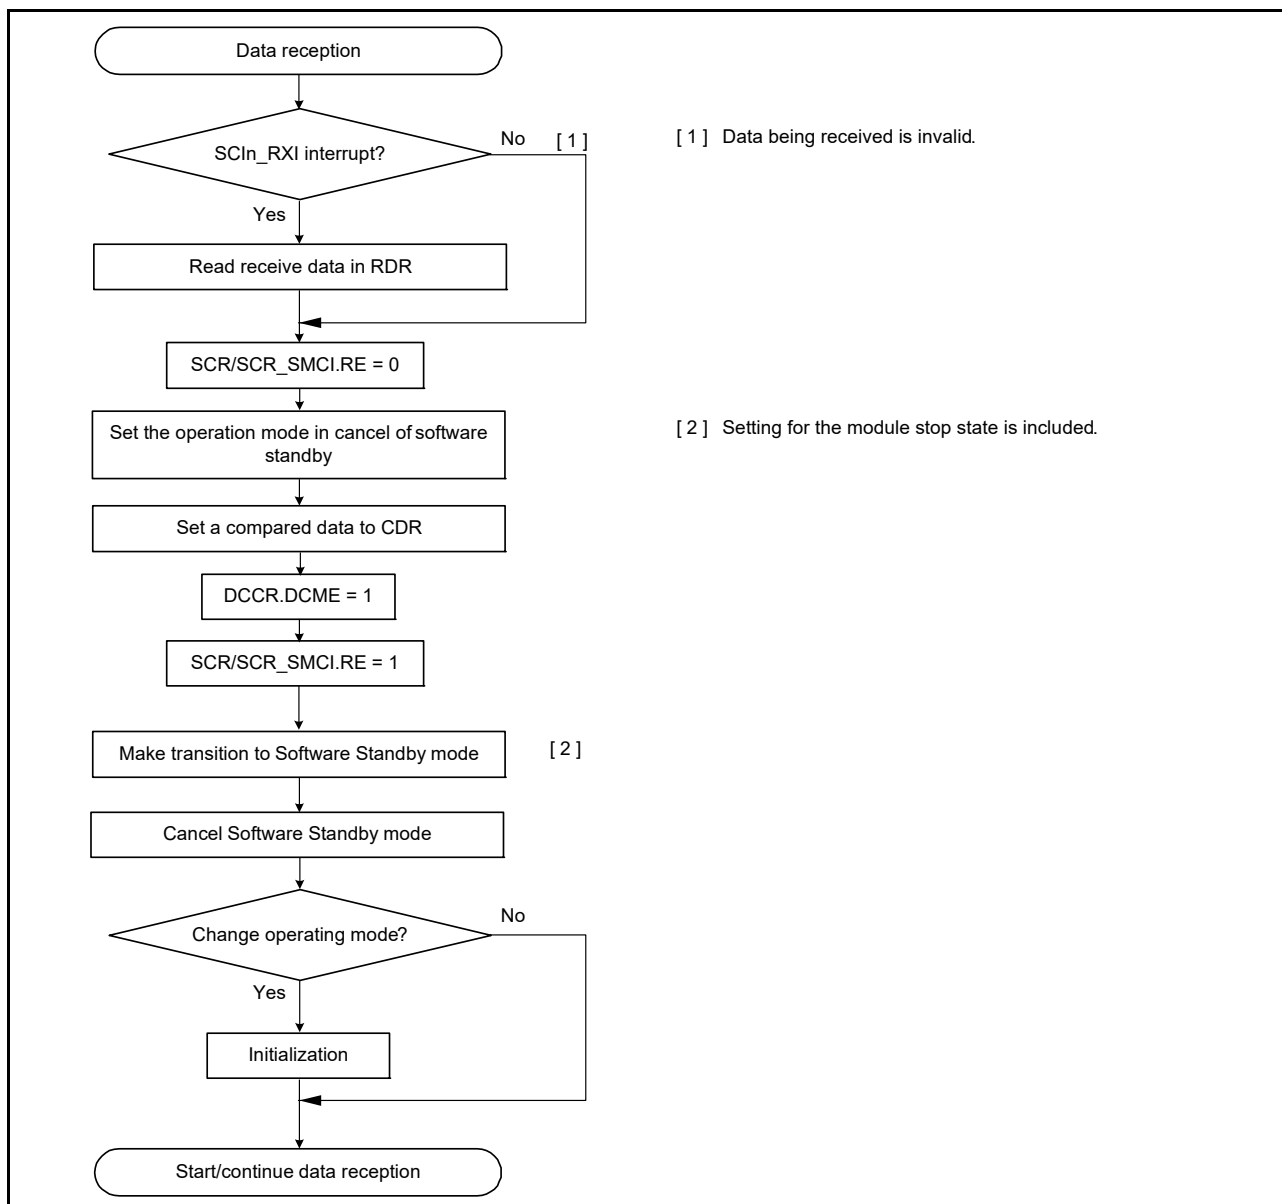 Data reception
SCIn_RXI interrupt?
No [ 1 ]
[ 1 ] Data being received is invalid.
Yes
Read receive data in RDR
SCR/SCR_SMCI.RE = 0
Set the operation mode in cancel of software
standby
[ 2 ] Setting for the module stop state is included.
Set a compared data to CDR
DCCR.DCME = 1
SCR/SCR_SMCI.RE = 1
Make transition to Software Standby mode
[ 2 ]
Cancel Software Standby mode
Change operating mode?
No
Yes
Initialization
Start/continue data reception